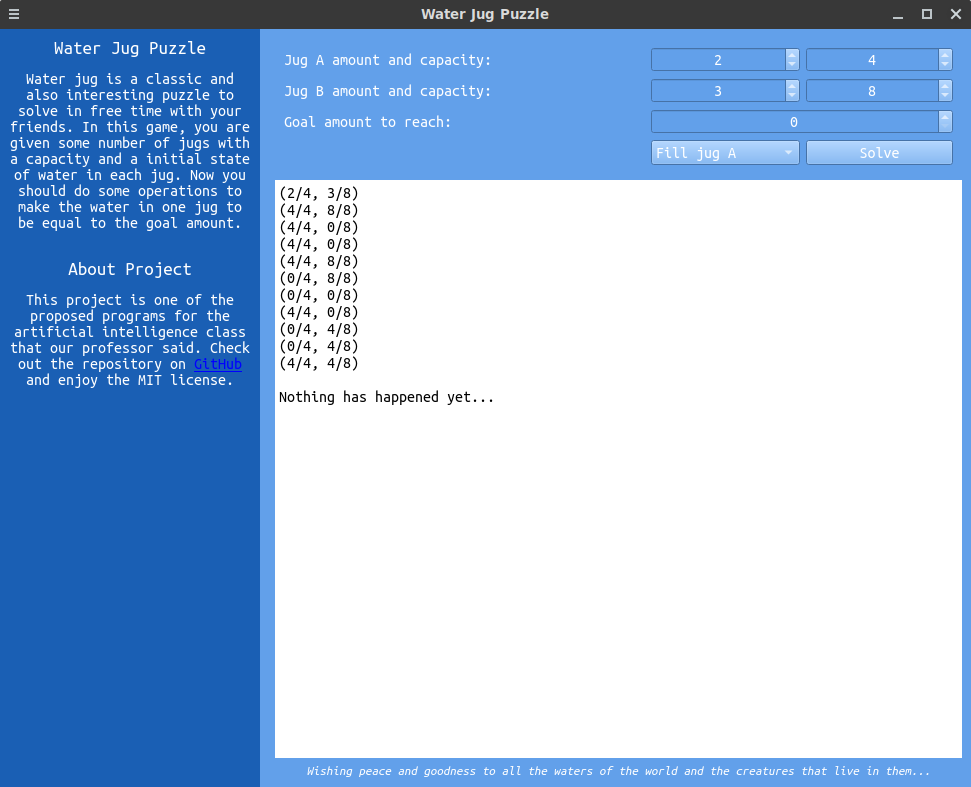 Water Jug Puzzle
Water Jug Puzzle
Water jug is a classic and
also interesting puzzle to
solve in free time with your
friends. In this game, you are
given some number of jugs with
a capacity and a initial state
of water in each jug. Now you
should do some operations to
make the water in one jug to
be equal to the goal amount.
About Project
This project is one of the
proposed programs for the
artificial intelligence class
that our professor said. Check
out the repository on GitHub
and enjoy the MIT license.
Jug A amount and capacity: 2 4
Jug B amount and capacity: 3 8
Goal amount to reach: 0
Fill jug A Solve
(2/4, 3/8)
(4/4, 8/8)
(4/4, 0/8)
(4/4, 0/8)
(4/4, 8/8)
(0/4, 8/8)
(0/4, 0/8)
(4/4, 0/8)
(0/4, 4/8)
(0/4, 4/8)
(4/4, 4/8)
Nothing has happened yet...
Wishing peace and goodness to all the waters of the world and the creatures that live in them...